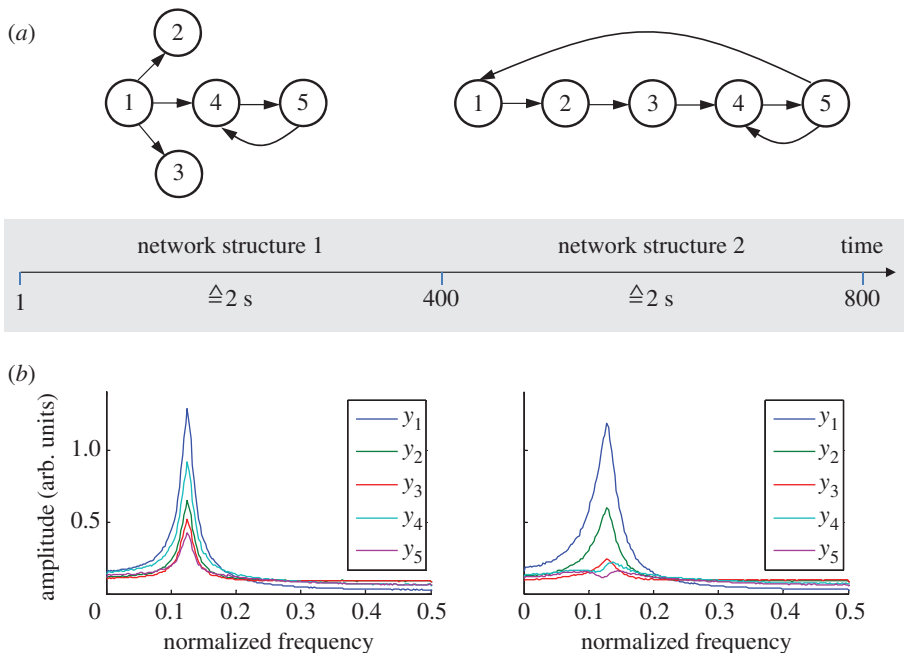 (a)
2
1
4
5
3
1
2
3
4
5
network structure 1
network structure 2
time
1
≙2 s
400
≙2 s
800
(b)
amplitude (arb. units)
1.0
0.5
0
0.1
0.2
0.3
0.4
0.5
normalized frequency
y1
y2
y3
y4
y5
0
0.1
0.2
0.3
0.4
0.5
normalized frequency
y1
y2
y3
y4
y5